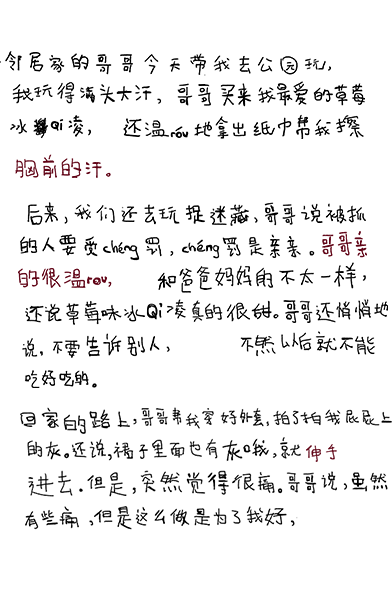 邻居家的哥哥今天带我去公园玩,
我玩得满头大汗, 哥哥买来我最爱的草莓
冰Qi凌, 还温róu地拿出纸巾帮我擦
胸前的汗。
后来,我们还去玩捉迷藏,哥哥说被抓
的人要受chéng罚,chéng罚是亲亲。哥哥亲
的很温rou, 和爸爸妈妈的不太一样,
还说草莓味冰Qi凌真的很甜。哥哥还悄悄地
说,不要告诉别人, 不然以后就不能
吃好吃的。
回家的路上,哥哥帮我穿好外套,拍了拍我屁屁上
的灰。还说,裙子里面也有灰哦,就伸手
进去.但是,突然觉得很痛。哥哥说,虽然
有些痛,但是这么做是为了我好,